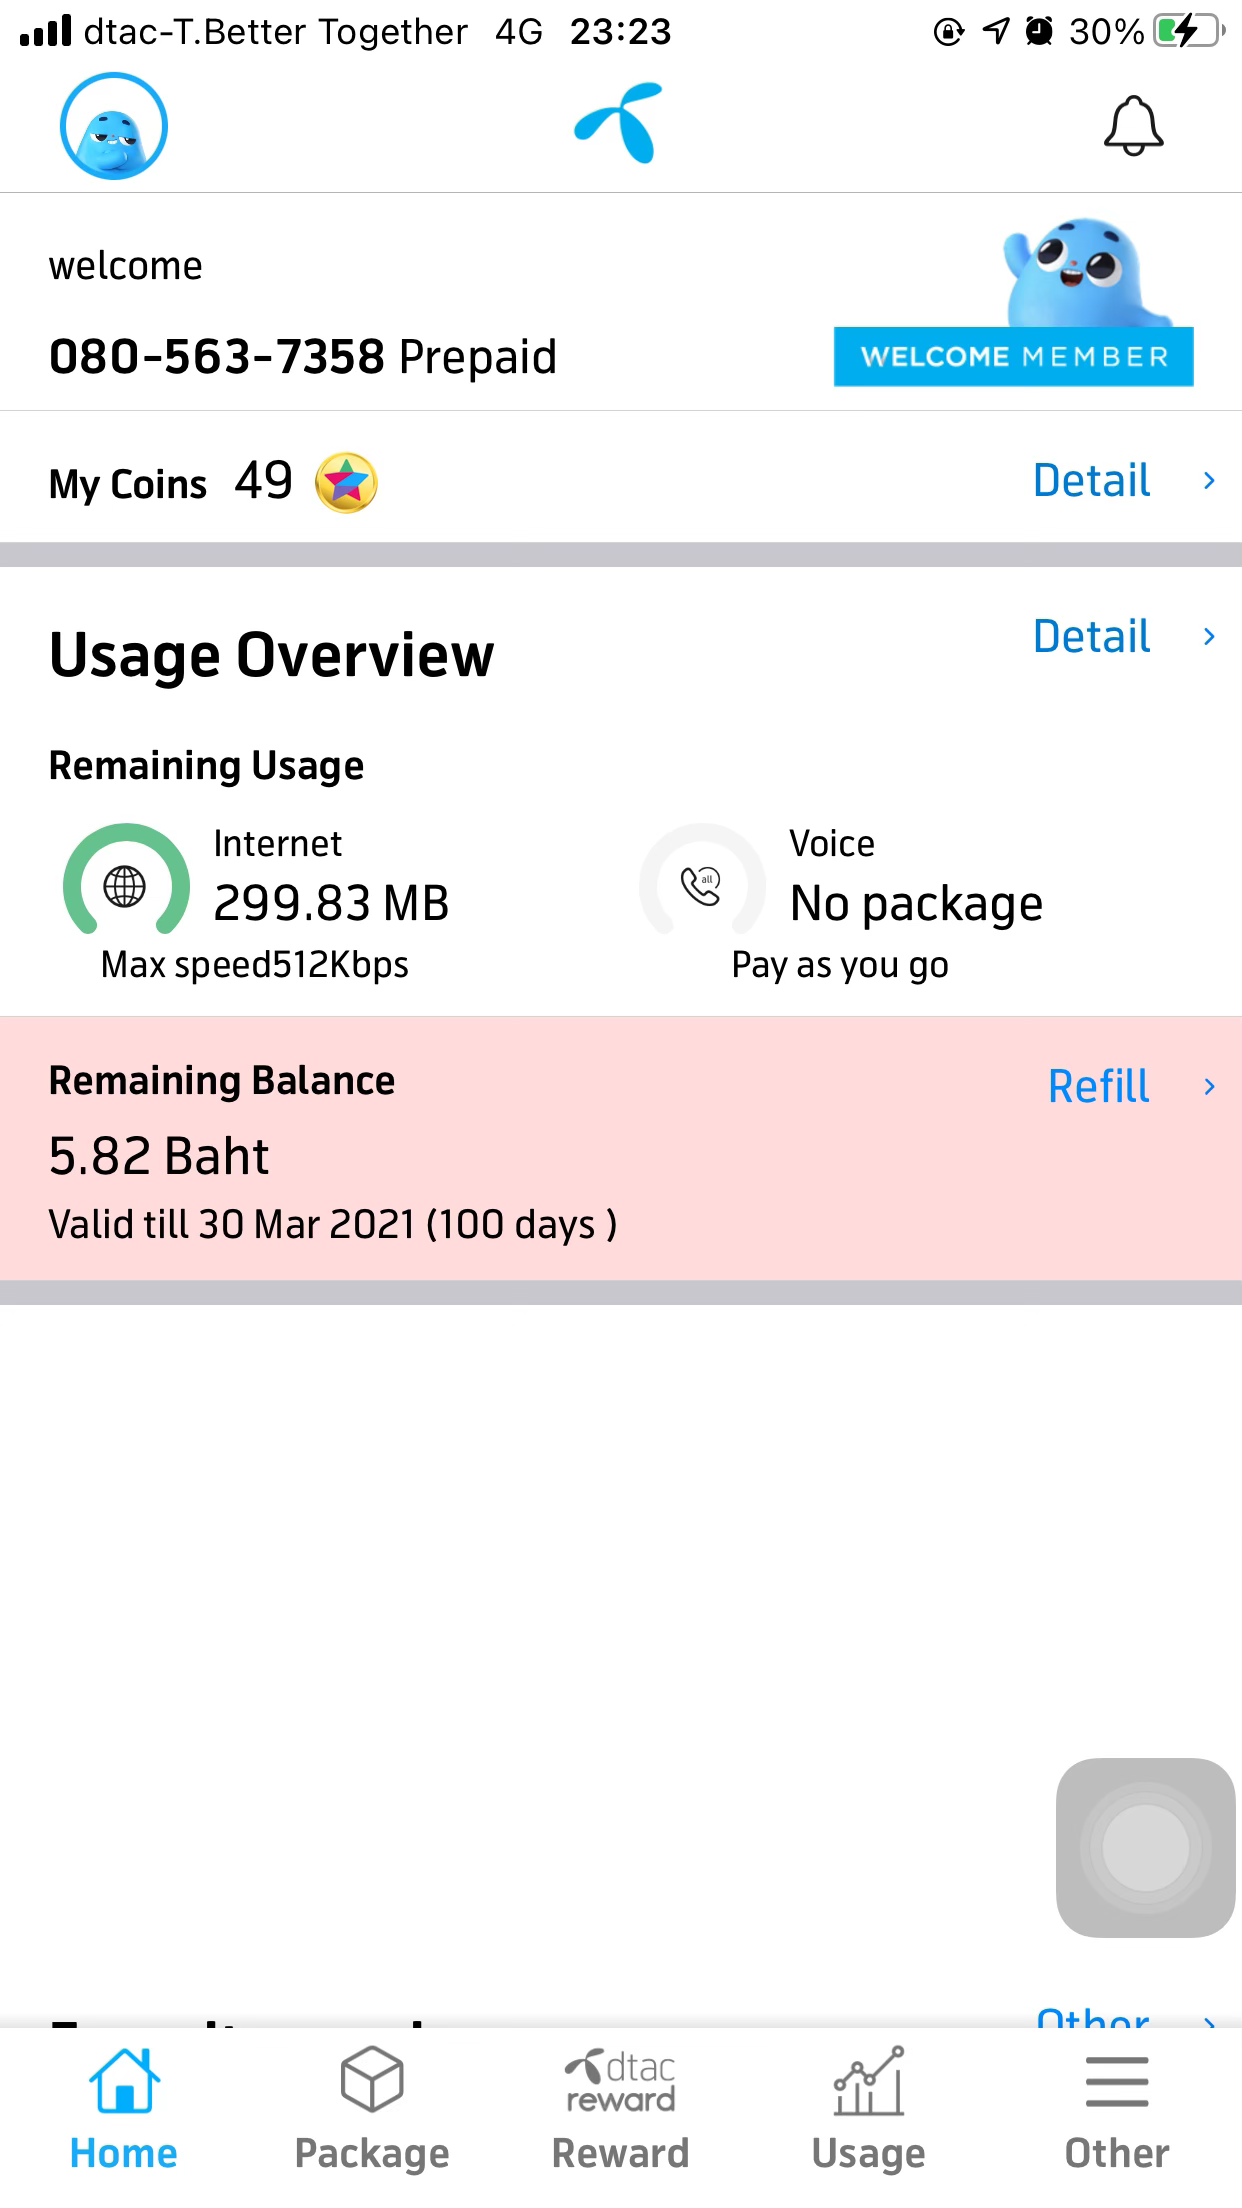 dtac-T.Better Together 4G 23:23 30%
welcome
080-563-7358 Prepaid
WELCOME MEMBER
My Coins 49 Detail
Usage Overview Detail
Remaining Usage
Internet
299.83 MB
Max speed512Kbps
Voice
all
No package
Pay as you go
Remaining Balance Refill
5.82 Baht
Valid till 30 Mar 2021 (100 days )
Other
dtac
reward
Home Package Reward Usage Other